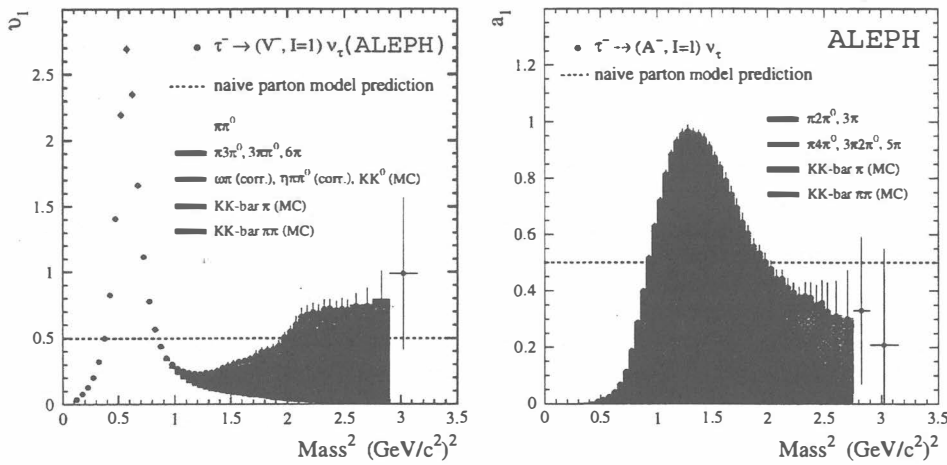 υ₁
τ⁻ → (V⁻, I=1) ν_τ (ALEPH)
naive parton model prediction
ππ⁰
π3π⁰, 3ππ⁰, 6π
ωπ (corr.), ηππ⁰ (corr.), KK⁰ (MC)
KK-bar π (MC)
KK-bar ππ (MC)
2.5
2
1.5
1
0.5
0
0 0.5 1 1.5 2 2.5 3 3.5
Mass² (GeV/c²)²
a₁
τ⁻ → (A⁻, I=1) ν_τ
ALEPH
naive parton model prediction
π2π⁰, 3π
π4π⁰, 3π2π⁰, 5π
KK-bar π (MC)
KK-bar ππ (MC)
1.4
1.2
1
0.8
0.6
0.4
0.2
0
0 0.5 1 1.5 2 2.5 3 3.5
Mass² (GeV/c²)²